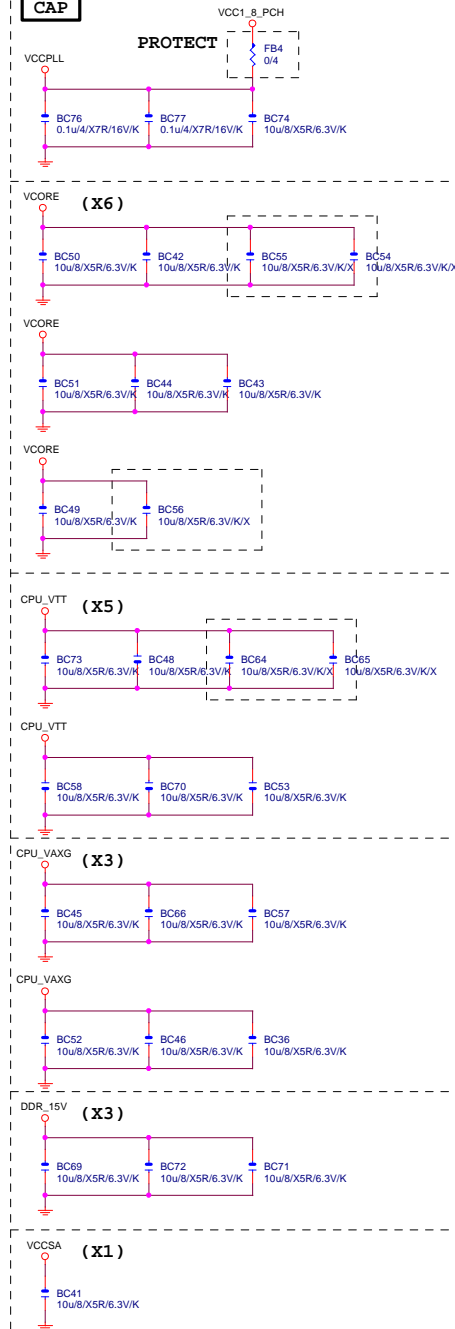 CAP
VCC1_8_PCH
PROTECT
FB4
0/4
VCCPLL
BC76
0.1u/4/X7R/16V/K
BC77
0.1u/4/X7R/16V/K
BC74
10u/8/X5R/6.3V/K
VCORE
(X6)
BC50
10u/8/X5R/6.3V/K
BC42
10u/8/X5R/6.3V/K
BC55
10u/8/X5R/6.3V/K/X
BC54
10u/8/X5R/6.3V/K/X
VCORE
BC51
10u/8/X5R/6.3V/K
BC44
10u/8/X5R/6.3V/K
BC43
10u/8/X5R/6.3V/K
VCORE
BC49
10u/8/X5R/6.3V/K
BC56
10u/8/X5R/6.3V/K/X
CPU_VTT
(X5)
BC73
10u/8/X5R/6.3V/K
BC48
10u/8/X5R/6.3V/K
BC64
10u/8/X5R/6.3V/K/X
BC65
10u/8/X5R/6.3V/K/X
CPU_VTT
BC58
10u/8/X5R/6.3V/K
BC70
10u/8/X5R/6.3V/K
BC53
10u/8/X5R/6.3V/K
CPU_VAXG
(X3)
BC45
10u/8/X5R/6.3V/K
BC66
10u/8/X5R/6.3V/K
BC57
10u/8/X5R/6.3V/K
CPU_VAXG
BC52
10u/8/X5R/6.3V/K
BC46
10u/8/X5R/6.3V/K
BC36
10u/8/X5R/6.3V/K
DDR_15V
(X3)
BC69
10u/8/X5R/6.3V/K
BC72
10u/8/X5R/6.3V/K
BC71
10u/8/X5R/6.3V/K
VCCSA
(X1)
BC41
10u/8/X5R/6.3V/K